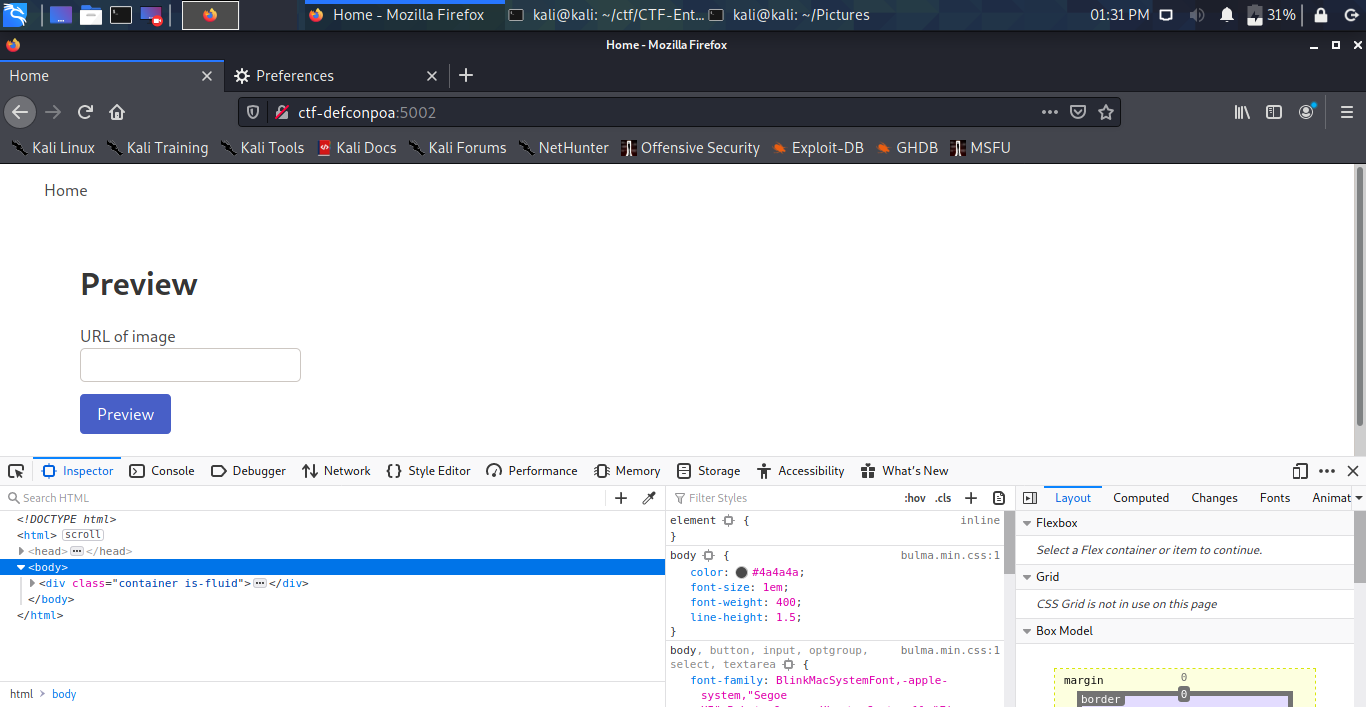 Home - Mozilla Firefox kali@kali: ~/ctf/CTF-Ent... kali@kali: ~/Pictures 01:31 PM 31%
Home - Mozilla Firefox
Home Preferences
ctf-defconpoa:5002
Kali Linux Kali Training Kali Tools Kali Docs Kali Forums NetHunter Offensive Security Exploit-DB GHDB MSFU
Home
Preview
URL of image
Preview
Inspector Console Debugger Network Style Editor Performance Memory Storage Accessibility What's New
Search HTML
<!DOCTYPE html>
<html> scroll
<head> </head>
<body>
<div class="container is-fluid"> </div>
</body>
</html>
html > body
Filter Styles :hov .cls
element { inline
}
body { bulma.min.css:1
color: #4a4a4a;
font-size: 1em;
font-weight: 400;
line-height: 1.5;
}
body, button, input, optgroup, bulma.min.css:1
select, textarea {
font-family: BlinkMacSystemFont,-apple-
system,"Segoe
Layout Computed Changes Fonts Animat
Flexbox
Select a Flex container or item to continue.
Grid
CSS Grid is not in use on this page
Box Model
margin 0
border 0